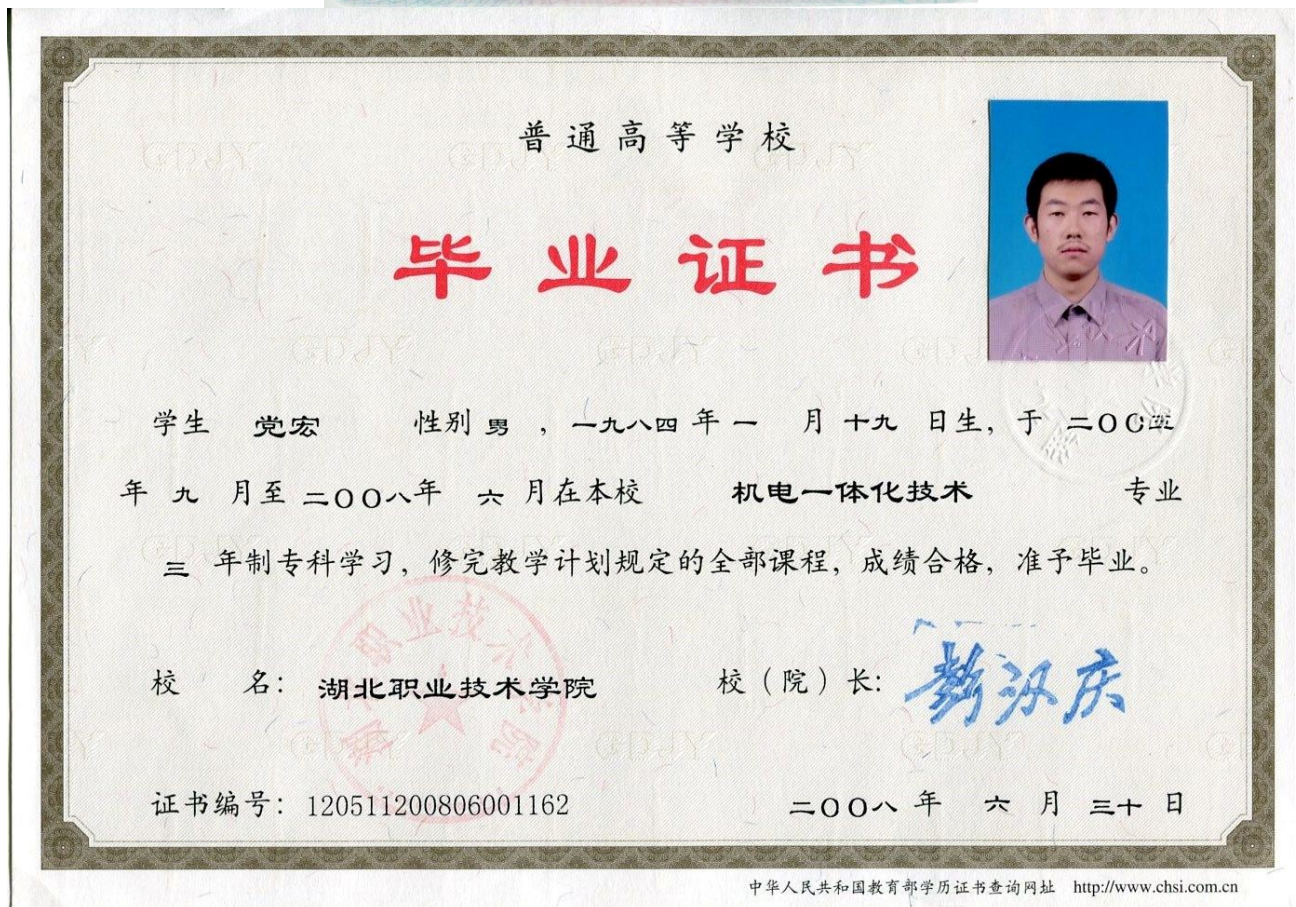 普通高等学校
毕业证书
学生 党宏 性别 男 ，一九八四 年 一 月 十九 日生，于 二〇〇五
年 九 月至 二〇〇八年 六 月在本校 机电一体化技术 专业
三 年制专科学习，修完教学计划规定的全部课程，成绩合格，准予毕业。
校 名：湖北职业技术学院 校（院）长：彭汉庆
证书编号：120511200806001162 二〇〇八 年 六 月 三十 日
中华人民共和国教育部学历证书查询网址 http://www.chsi.com.cn